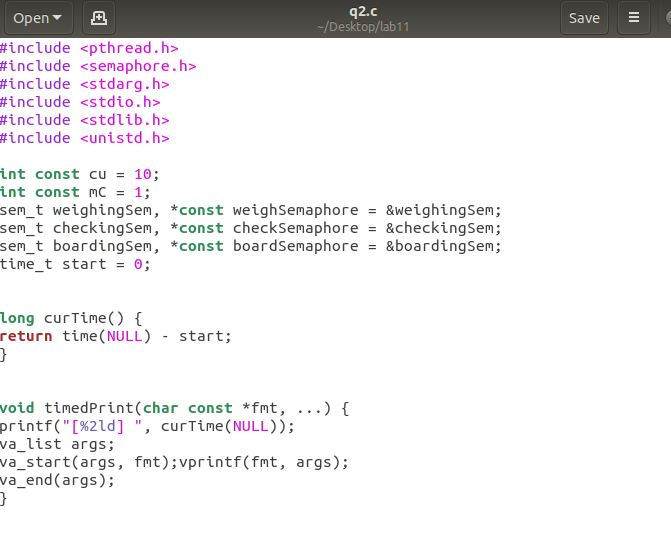 Open
q2.c
~/Desktop/lab11
Save
#include <pthread.h>
#include <semaphore.h>
#include <stdarg.h>
#include <stdio.h>
#include <stdlib.h>
#include <unistd.h>
int const cu = 10;
int const mC = 1;
sem_t weighingSem, *const weighSemaphore = &weighingSem;
sem_t checkingSem, *const checkSemaphore = &checkingSem;
sem_t boardingSem, *const boardSemaphore = &boardingSem;
time_t start = 0;
long curTime() {
return time(NULL) - start;
}
void timedPrint(char const *fmt, ...) {
printf("[%2ld] ", curTime(NULL));
va_list args;
va_start(args, fmt);vprintf(fmt, args);
va_end(args);
}